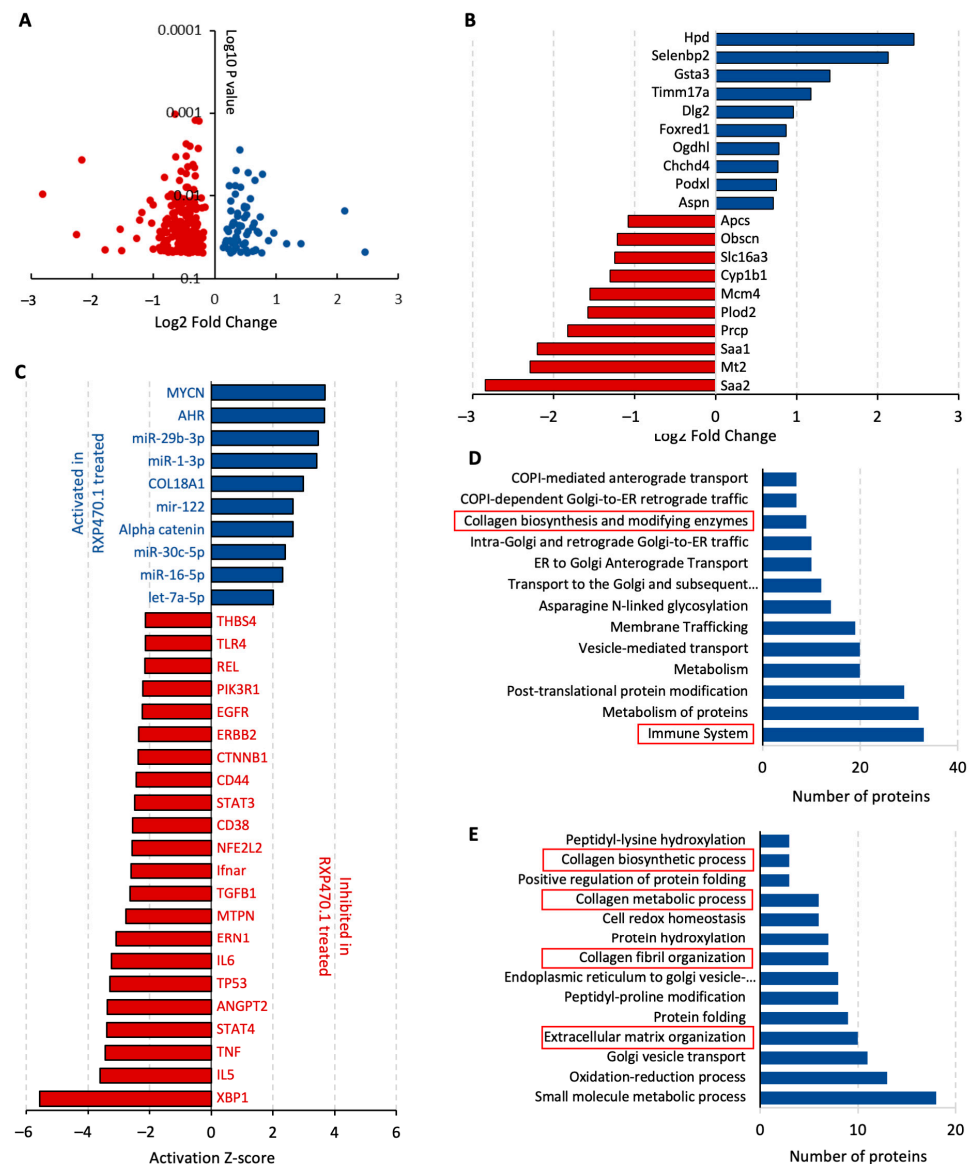 A
0.0001
Log10 P value
0.001
0.01
0.1
−3
−2
−1
0
1
2
3
Log2 Fold Change
B
Hpd
Selenbp2
Gsta3
Timm17a
Dlg2
Foxred1
Ogdhl
Chchd4
Podxl
Aspn
Apcs
Obscn
Slc16a3
Cyp1b1
Mcm4
Plod2
Prcp
Saa1
Mt2
Saa2
−3
−2
−1
0
1
2
3
Log2 Fold Change
C
MYCN
AHR
miR-29b-3p
miR-1-3p
COL18A1
mir-122
Alpha catenin
miR-30c-5p
miR-16-5p
let-7a-5p
Activated in
RXP470.1 treated
THBS4
TLR4
REL
PIK3R1
EGFR
ERBB2
CTNNB1
CD44
STAT3
CD38
NFE2L2
Ifnar
TGFB1
MTPN
ERN1
IL6
TP53
ANGPT2
STAT4
TNF
IL5
XBP1
Inhibited in
RXP470.1 treated
−6
−4
−2
0
2
4
6
Activation Z-score
D
COPI-mediated anterograde transport
COPI-dependent Golgi-to-ER retrograde traffic
Collagen biosynthesis and modifying enzymes
Intra-Golgi and retrograde Golgi-to-ER traffic
ER to Golgi Anterograde Transport
Transport to the Golgi and subsequent...
Asparagine N-linked glycosylation
Membrane Trafficking
Vesicle-mediated transport
Metabolism
Post-translational protein modification
Metabolism of proteins
Immune System
0
20
40
Number of proteins
E
Peptidyl-lysine hydroxylation
Collagen biosynthetic process
Positive regulation of protein folding
Collagen metabolic process
Cell redox homeostasis
Protein hydroxylation
Collagen fibril organization
Endoplasmic reticulum to golgi vesicle-...
Peptidyl-proline modification
Protein folding
Extracellular matrix organization
Golgi vesicle transport
Oxidation-reduction process
Small molecule metabolic process
0
10
20
Number of proteins